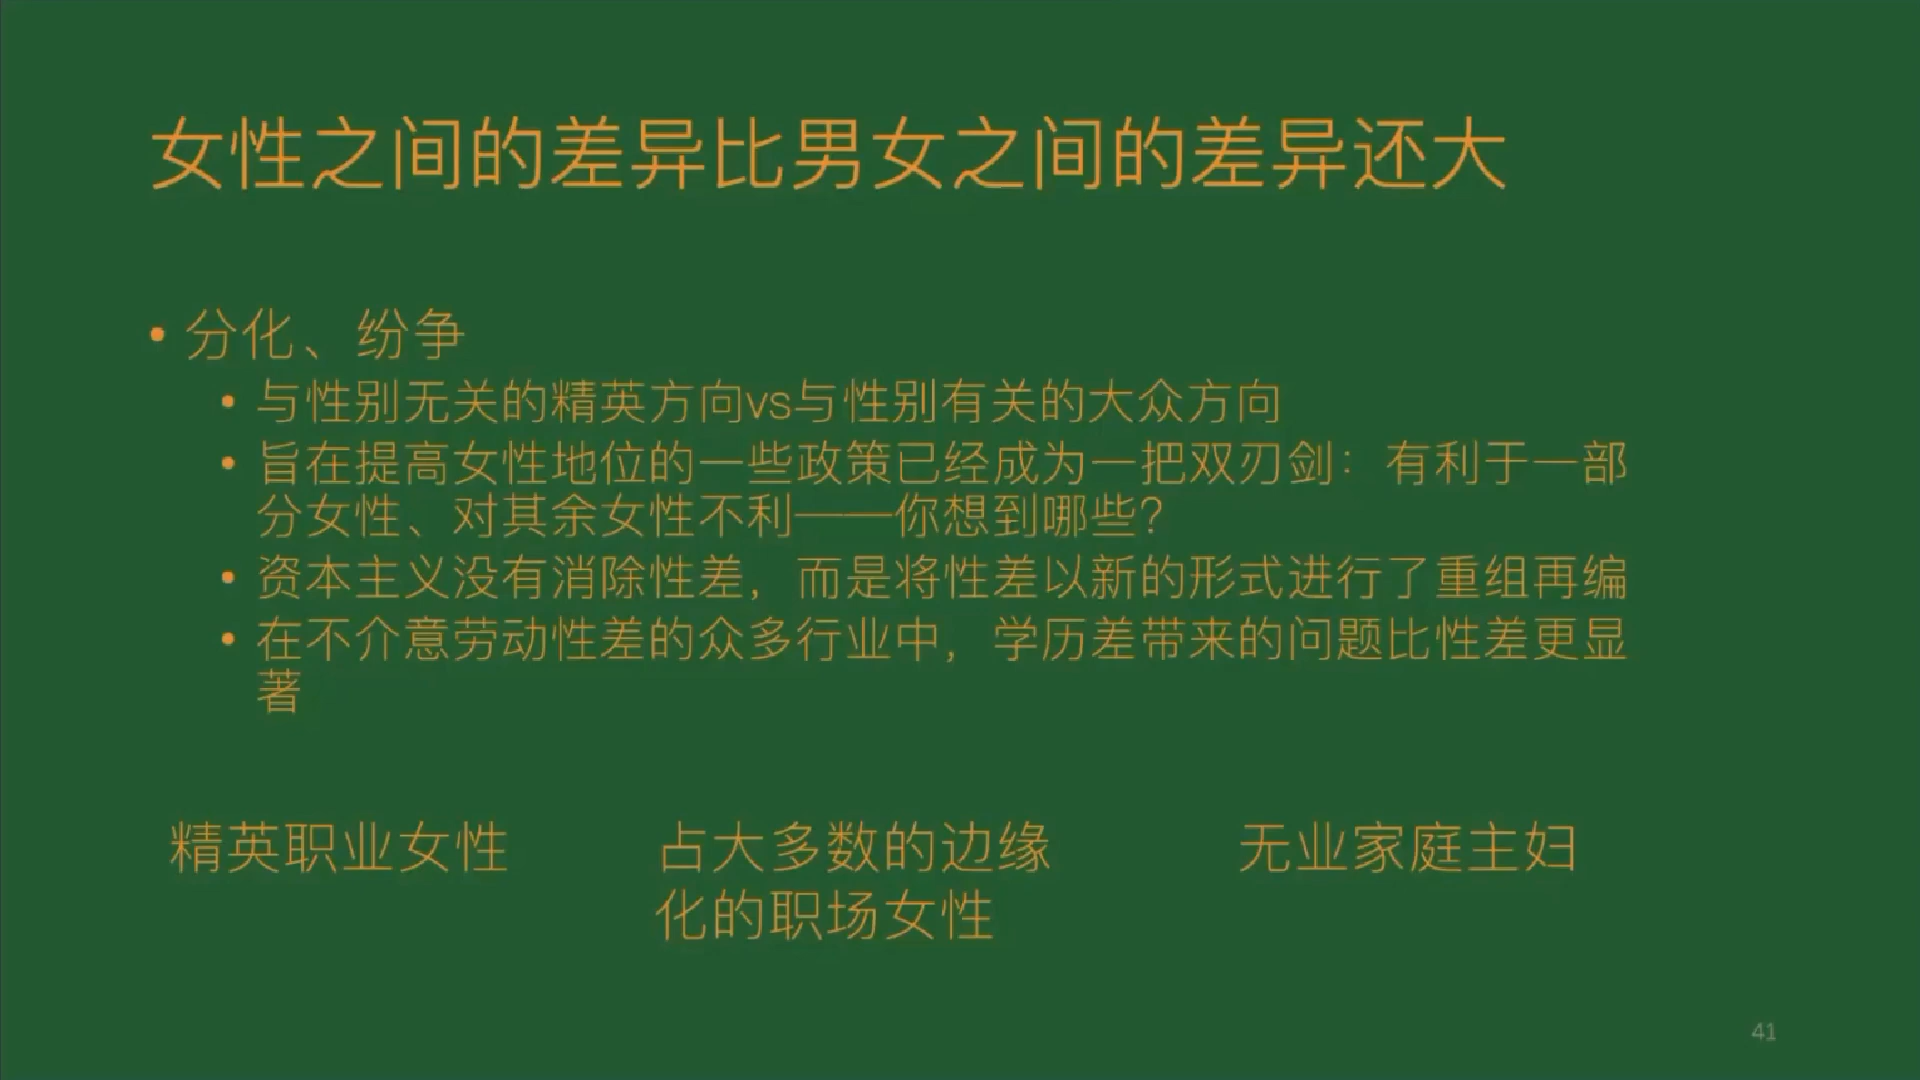 女性之间的差异比男女之间的差异还大
• 分化、纷争
• 与性别无关的精英方向vs与性别有关的大众方向
• 旨在提高女性地位的一些政策已经成为一把双刃剑：有利于一部
分女性、对其余女性不利——你想到哪些？
• 资本主义没有消除性差，而是将性差以新的形式进行了重组再编
• 在不介意劳动性差的众多行业中，学历差带来的问题比性差更显
著
精英职业女性
占大多数的边缘
化的职场女性
无业家庭主妇
41